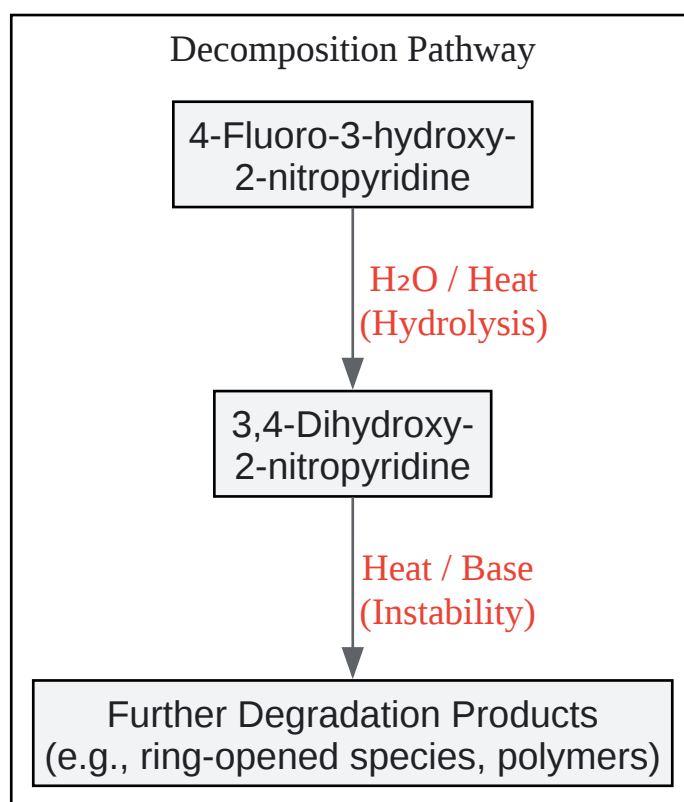 Decomposition Pathway
4-Fluoro-3-hydroxy-
2-nitropyridine
H₂O / Heat
(Hydrolysis)
3,4-Dihydroxy-
2-nitropyridine
Heat / Base
(Instability)
Further Degradation Products
(e.g., ring-opened species, polymers)